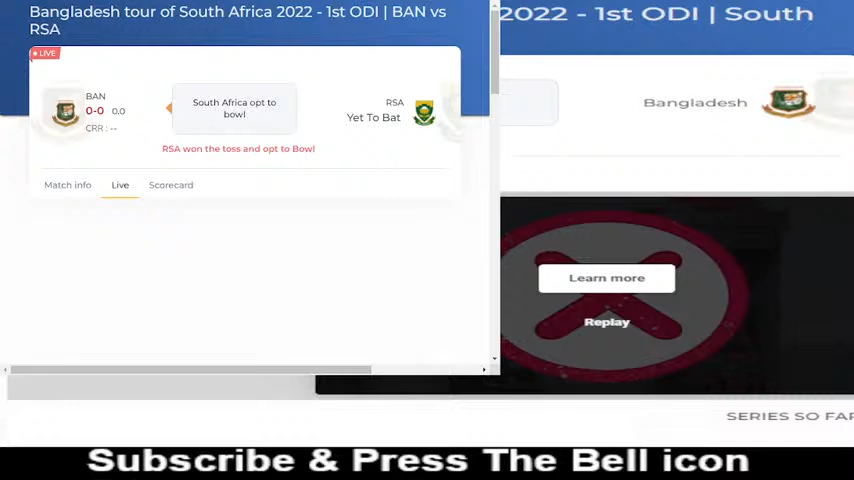 Bangladesh tour of South Africa 2022 - 1st ODI | BAN vs
RSA
2022 - 1st ODI | South
LIVE
BAN
0-0 0.0
CRR : --
South Africa opt to
bowl
RSA
Yet To Bat
RSA won the toss and opt to Bowl
Bangladesh
Match info Live Scorecard
Learn more
Replay
SERIES SO FAR
Subscribe & Press The Bell icon